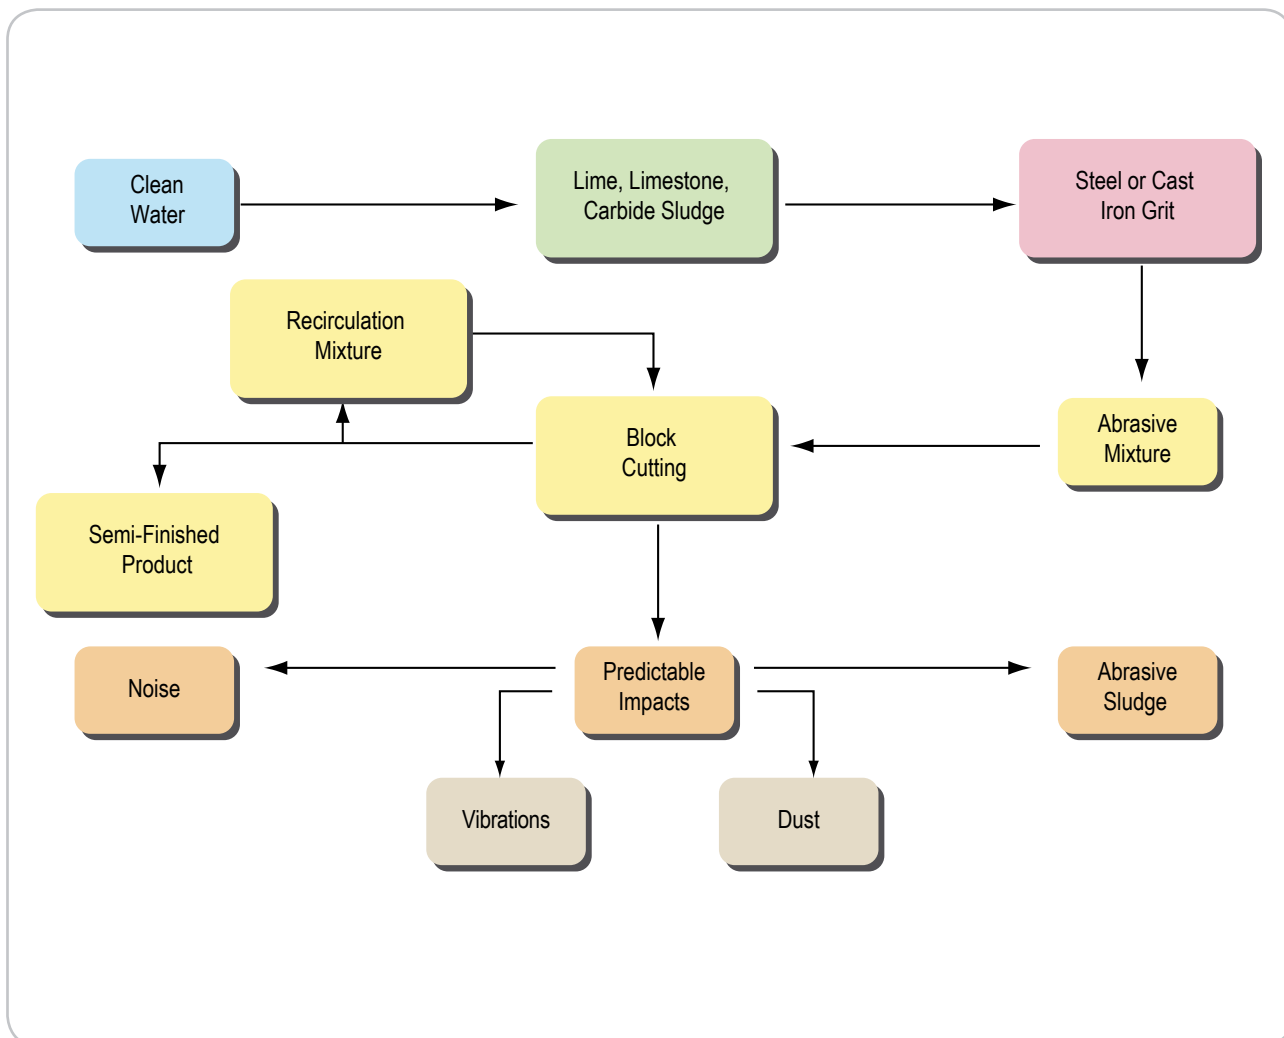 Clean
Water
Lime, Limestone,
Carbide Sludge
Steel or Cast
Iron Grit
Recirculation
Mixture
Block
Cutting
Abrasive
Mixture
Semi-Finished
Product
Noise
Predictable
Impacts
Abrasive
Sludge
Vibrations
Dust